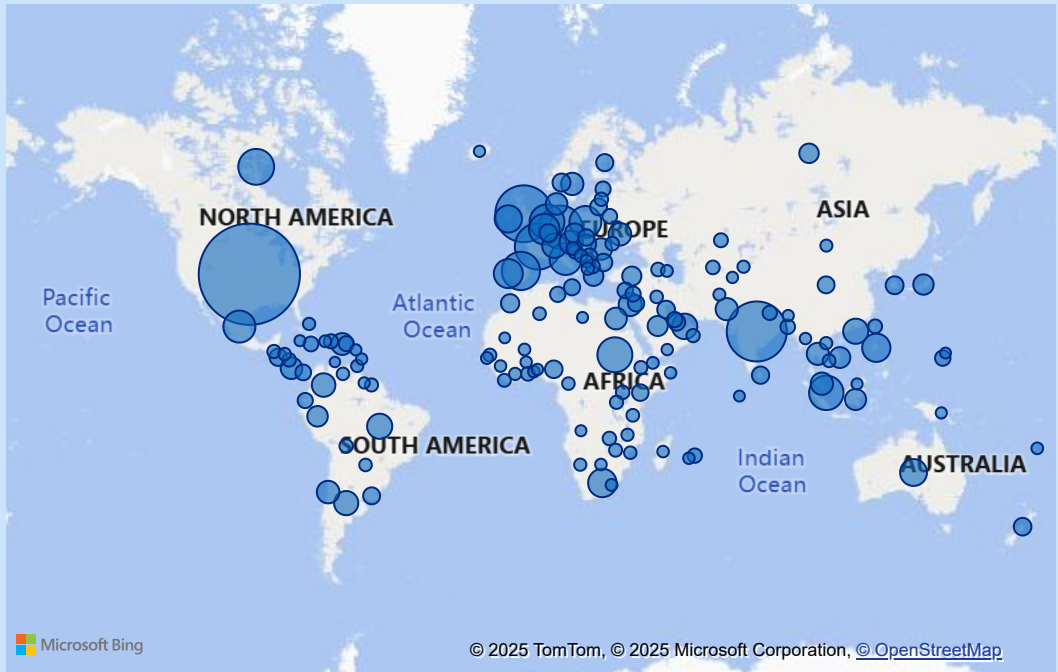 ASIA
NORTH AMERICA
EUROPE
Pacific
Ocean
Atlantic
Ocean
AFRICA
SOUTH AMERICA
Indian
Ocean
AUSTRALIA
Microsoft Bing
© 2025 TomTom, © 2025 Microsoft Corporation, © OpenStreetMap